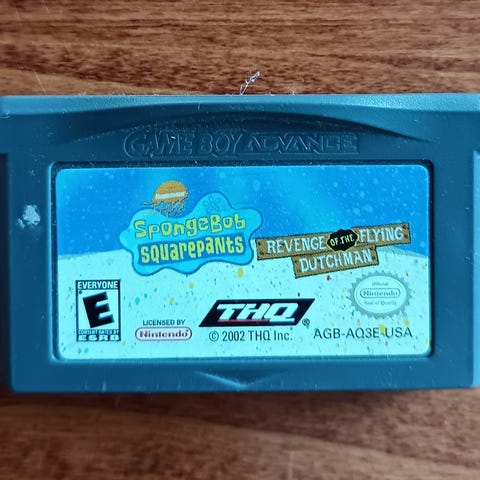 GAME BOY ADVANCE
SpongeBob
SQUAREPANTS
REVENGE OF THE FLYING
DUTCHMAN
EVERYONE
E
CONTENT RATED BY
ESRB
LICENSED BY
Nintendo
THQ ®
© 2002 THQ Inc.
Official
Nintendo
Seal of Quality
AGB-AQ3E-USA